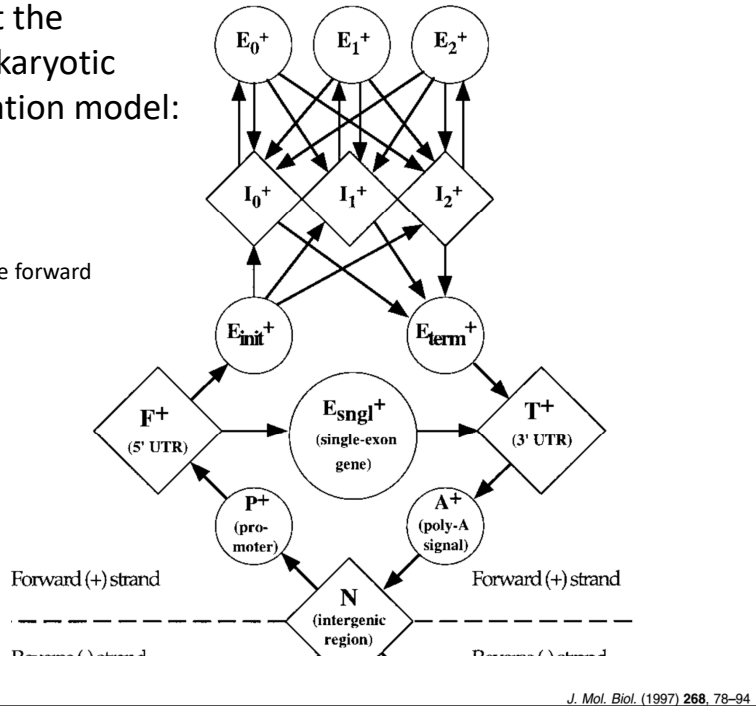 t the
karyotic
ation model:
e forward
E0+ E1+ E2+
I0+ I1+ I2+
Einit+ Eterm+
F+
(5' UTR)
Esngl+
(single-exon
gene)
T+
(3' UTR)
P+
(pro-
moter)
A+
(poly-A
signal)
Forward (+) strand
Forward (+) strand
N
(intergenic
region)
J. Mol. Biol. (1997) 268, 78–94